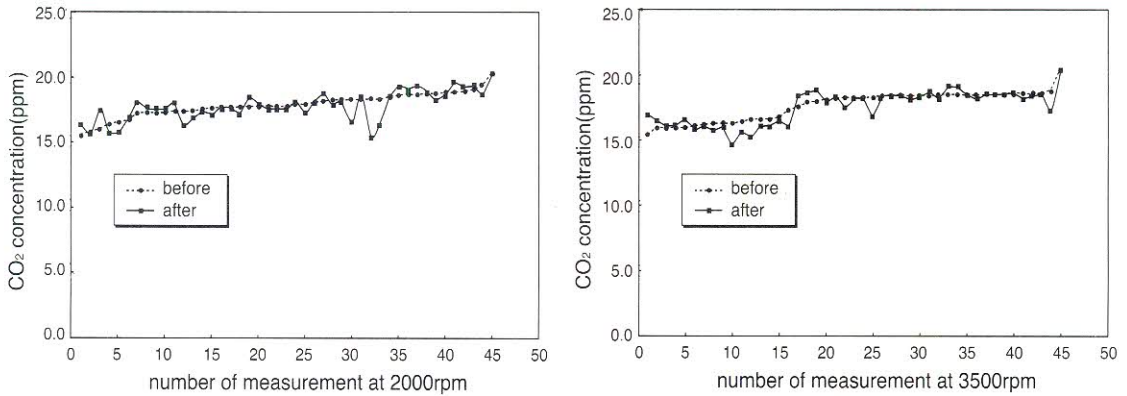 25.0
20.0
15.0
10.0
5.0
0.0
CO2 concentration(ppm)
before
after
0 5 10 15 20 25 30 35 40 45 50
number of measurement at 2000rpm
25.0
20.0
15.0
10.0
5.0
0.0
CO2 concentration(ppm)
before
after
0 5 10 15 20 25 30 35 40 45 50
number of measurement at 3500rpm